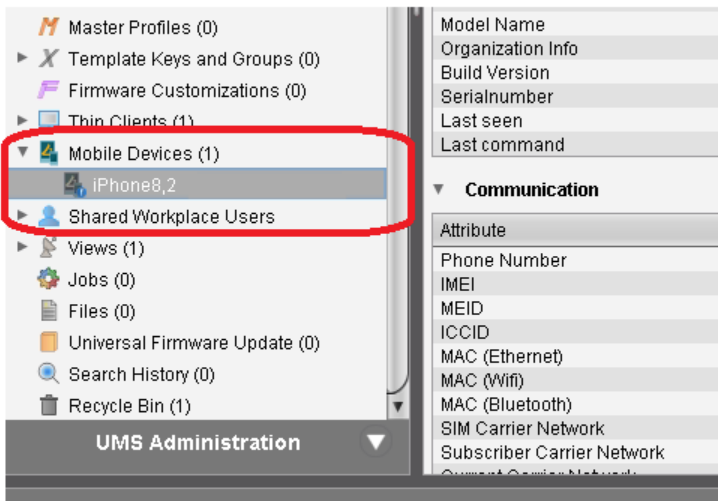 Master Profiles (0)
Template Keys and Groups (0)
Firmware Customizations (0)
Thin Clients (1)
Mobile Devices (1)
iPhone8,2
Shared Workplace Users
Views (1)
Jobs (0)
Files (0)
Universal Firmware Update (0)
Search History (0)
Recycle Bin (1)
UMS Administration
Model Name
Organization Info
Build Version
Serialnumber
Last seen
Last command
Communication
Attribute
Phone Number
IMEI
MEID
ICCID
MAC (Ethernet)
MAC (Wifi)
MAC (Bluetooth)
SIM Carrier Network
Subscriber Carrier Network
Current Carrier Network